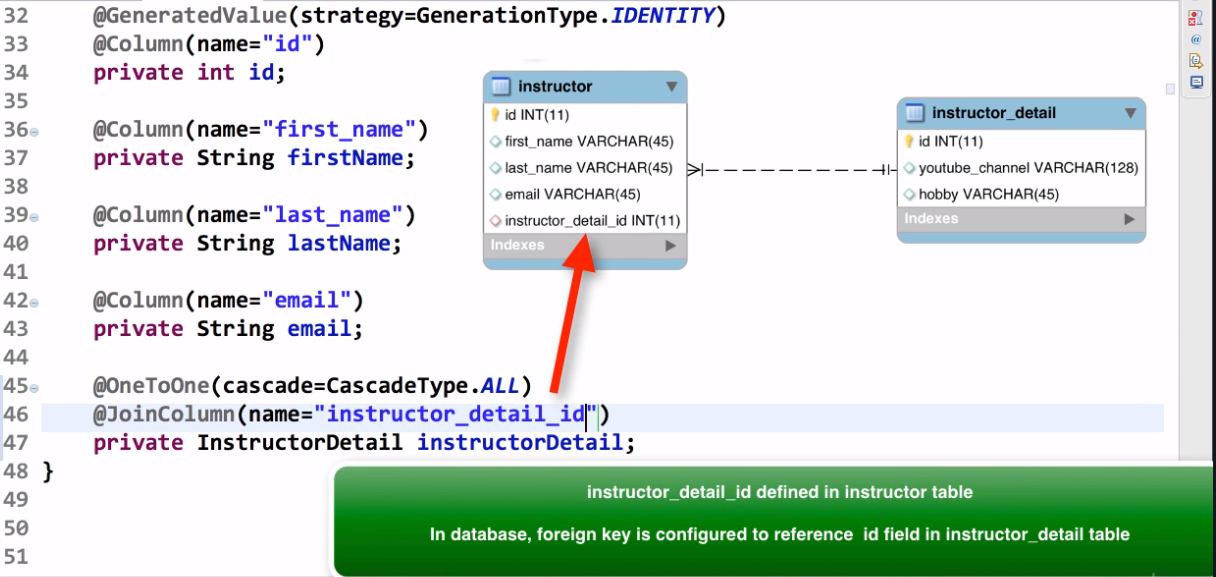 32 @GeneratedValue(strategy=GenerationType.IDENTITY)
33 @Column(name="id")
34 private int id;
35
36 @Column(name="first_name")
37 private String firstName;
38
39 @Column(name="last_name")
40 private String lastName;
41
42 @Column(name="email")
43 private String email;
44
45 @OneToOne(cascade=CascadeType.ALL)
46 @JoinColumn(name="instructor_detail_id")
47 private InstructorDetail instructorDetail;
48 }
49
50
51
instructor
id INT(11)
first_name VARCHAR(45)
last_name VARCHAR(45)
email VARCHAR(45)
instructor_detail_id INT(11)
Indexes
instructor_detail
id INT(11)
youtube_channel VARCHAR(128)
hobby VARCHAR(45)
Indexes
instructor_detail_id defined in instructor table
In database, foreign key is configured to reference id field in instructor_detail table